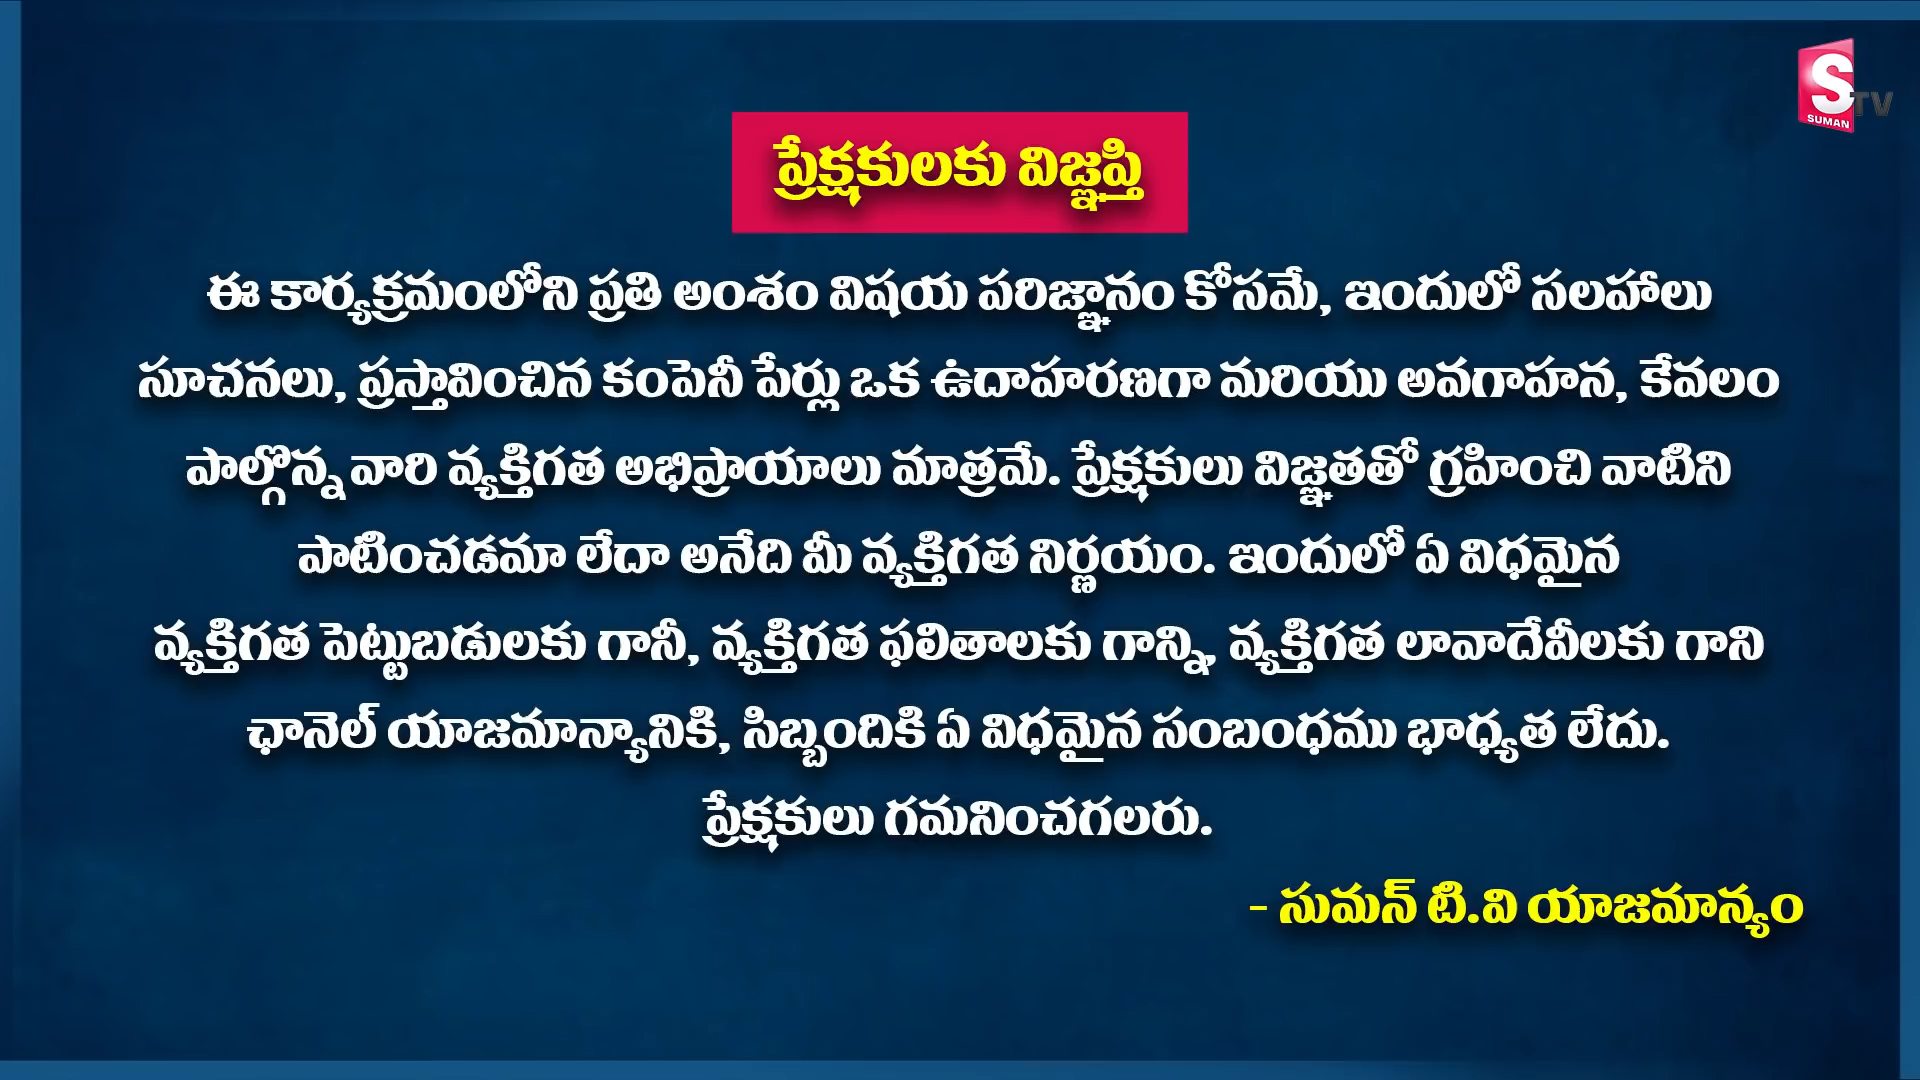 S
SUMAN
TV
ప్రేక్షకులకు విజ్ఞప్తి
ఈ కార్యక్రమంలోని ప్రతి అంశం విషయ పరిజ్ఞానం కోసమే, ఇందులో సలహాలు
సూచనలు, ప్రస్తావించిన కంపెనీ పేర్లు ఒక ఉదాహరణగా మరియు అవగాహన, కేవలం
పాల్గొన్న వారి వ్యక్తిగత అభిప్రాయాలు మాత్రమే. ప్రేక్షకులు విజ్ఞతతో గ్రహించి వాటిని
పాటించడమా లేదా అనేది మీ వ్యక్తిగత నిర్ణయం. ఇందులో ఏ విధమైన
వ్యక్తిగత పెట్టుబడులకు గానీ, వ్యక్తిగత ఫలితాలకు గాన్ని, వ్యక్తిగత లావాదేవీలకు గాని
ఛానెల్ యాజమాన్యానికి, సిబ్బందికి ఏ విధమైన సంబంధము భాధ్యత లేదు.
ప్రేక్షకులు గమనించగలరు.
- సుమన్ టి.వి యాజమాన్యం